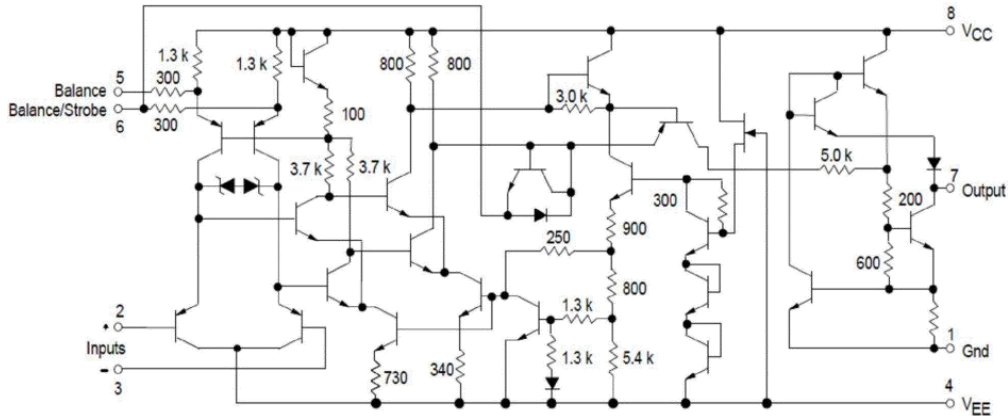 8
V_CC
1.3 k
1.3 k
800
800
5
300
Balance
Balance/Strobe
6
300
100
3.0 k
3.7 k
3.7 k
5.0 k
7
Output
300
200
900
250
600
800
2
+
Inputs
-
3
1.3 k
1.3 k
5.4 k
340
730
1
Gnd
4
V_EE